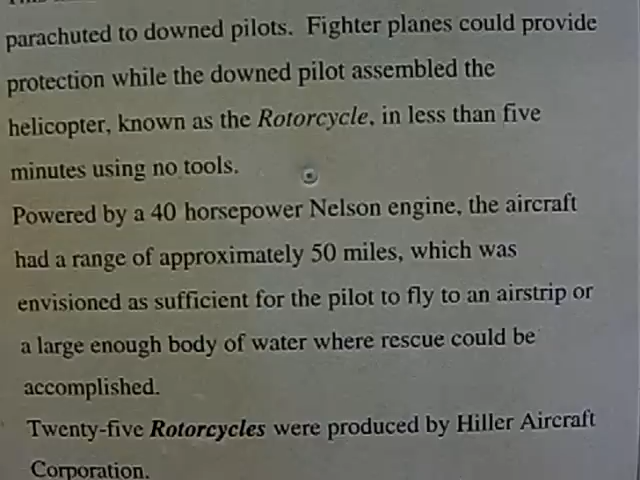 parachuted to downed pilots. Fighter planes could provide
protection while the downed pilot assembled the
helicopter, known as the Rotorcycle, in less than five
minutes using no tools.
Powered by a 40 horsepower Nelson engine, the aircraft
had a range of approximately 50 miles, which was
envisioned as sufficient for the pilot to fly to an airstrip or
a large enough body of water where rescue could be
accomplished.
Twenty-five Rotorcycles were produced by Hiller Aircraft
Corporation.